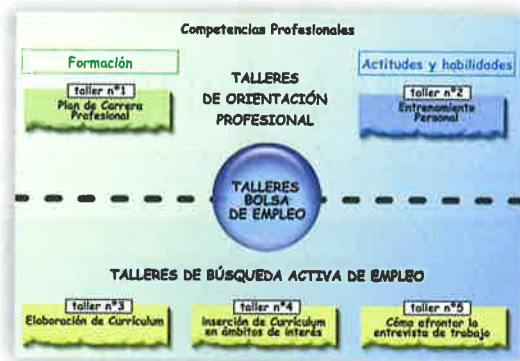 Competencias Profesionales
Formación
Actitudes y habilidades
taller nº1
Plan de Carrera
Profesional
TALLERES
DE ORIENTACIÓN
PROFESIONAL
taller nº2
Entrenamiento
Personal
TALLERES
BOLSA
DE EMPLEO
TALLERES DE BÚSQUEDA ACTIVA DE EMPLEO
taller nº3
Elaboración de Currículum
taller nº4
Inserción de Currículum
en ámbitos de interés
taller nº5
Cómo afrontar la
entrevista de trabajo